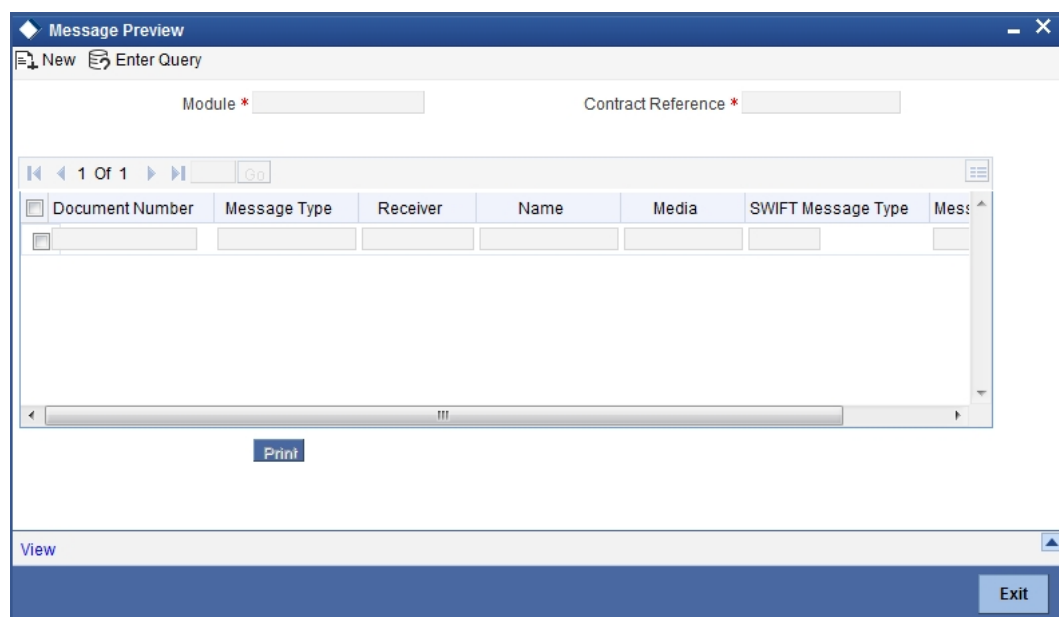 Message Preview
New Enter Query
Module * Contract Reference *
1 Of 1 Go
Document Number Message Type Receiver Name Media SWIFT Message Type Mess
Print
View
Exit